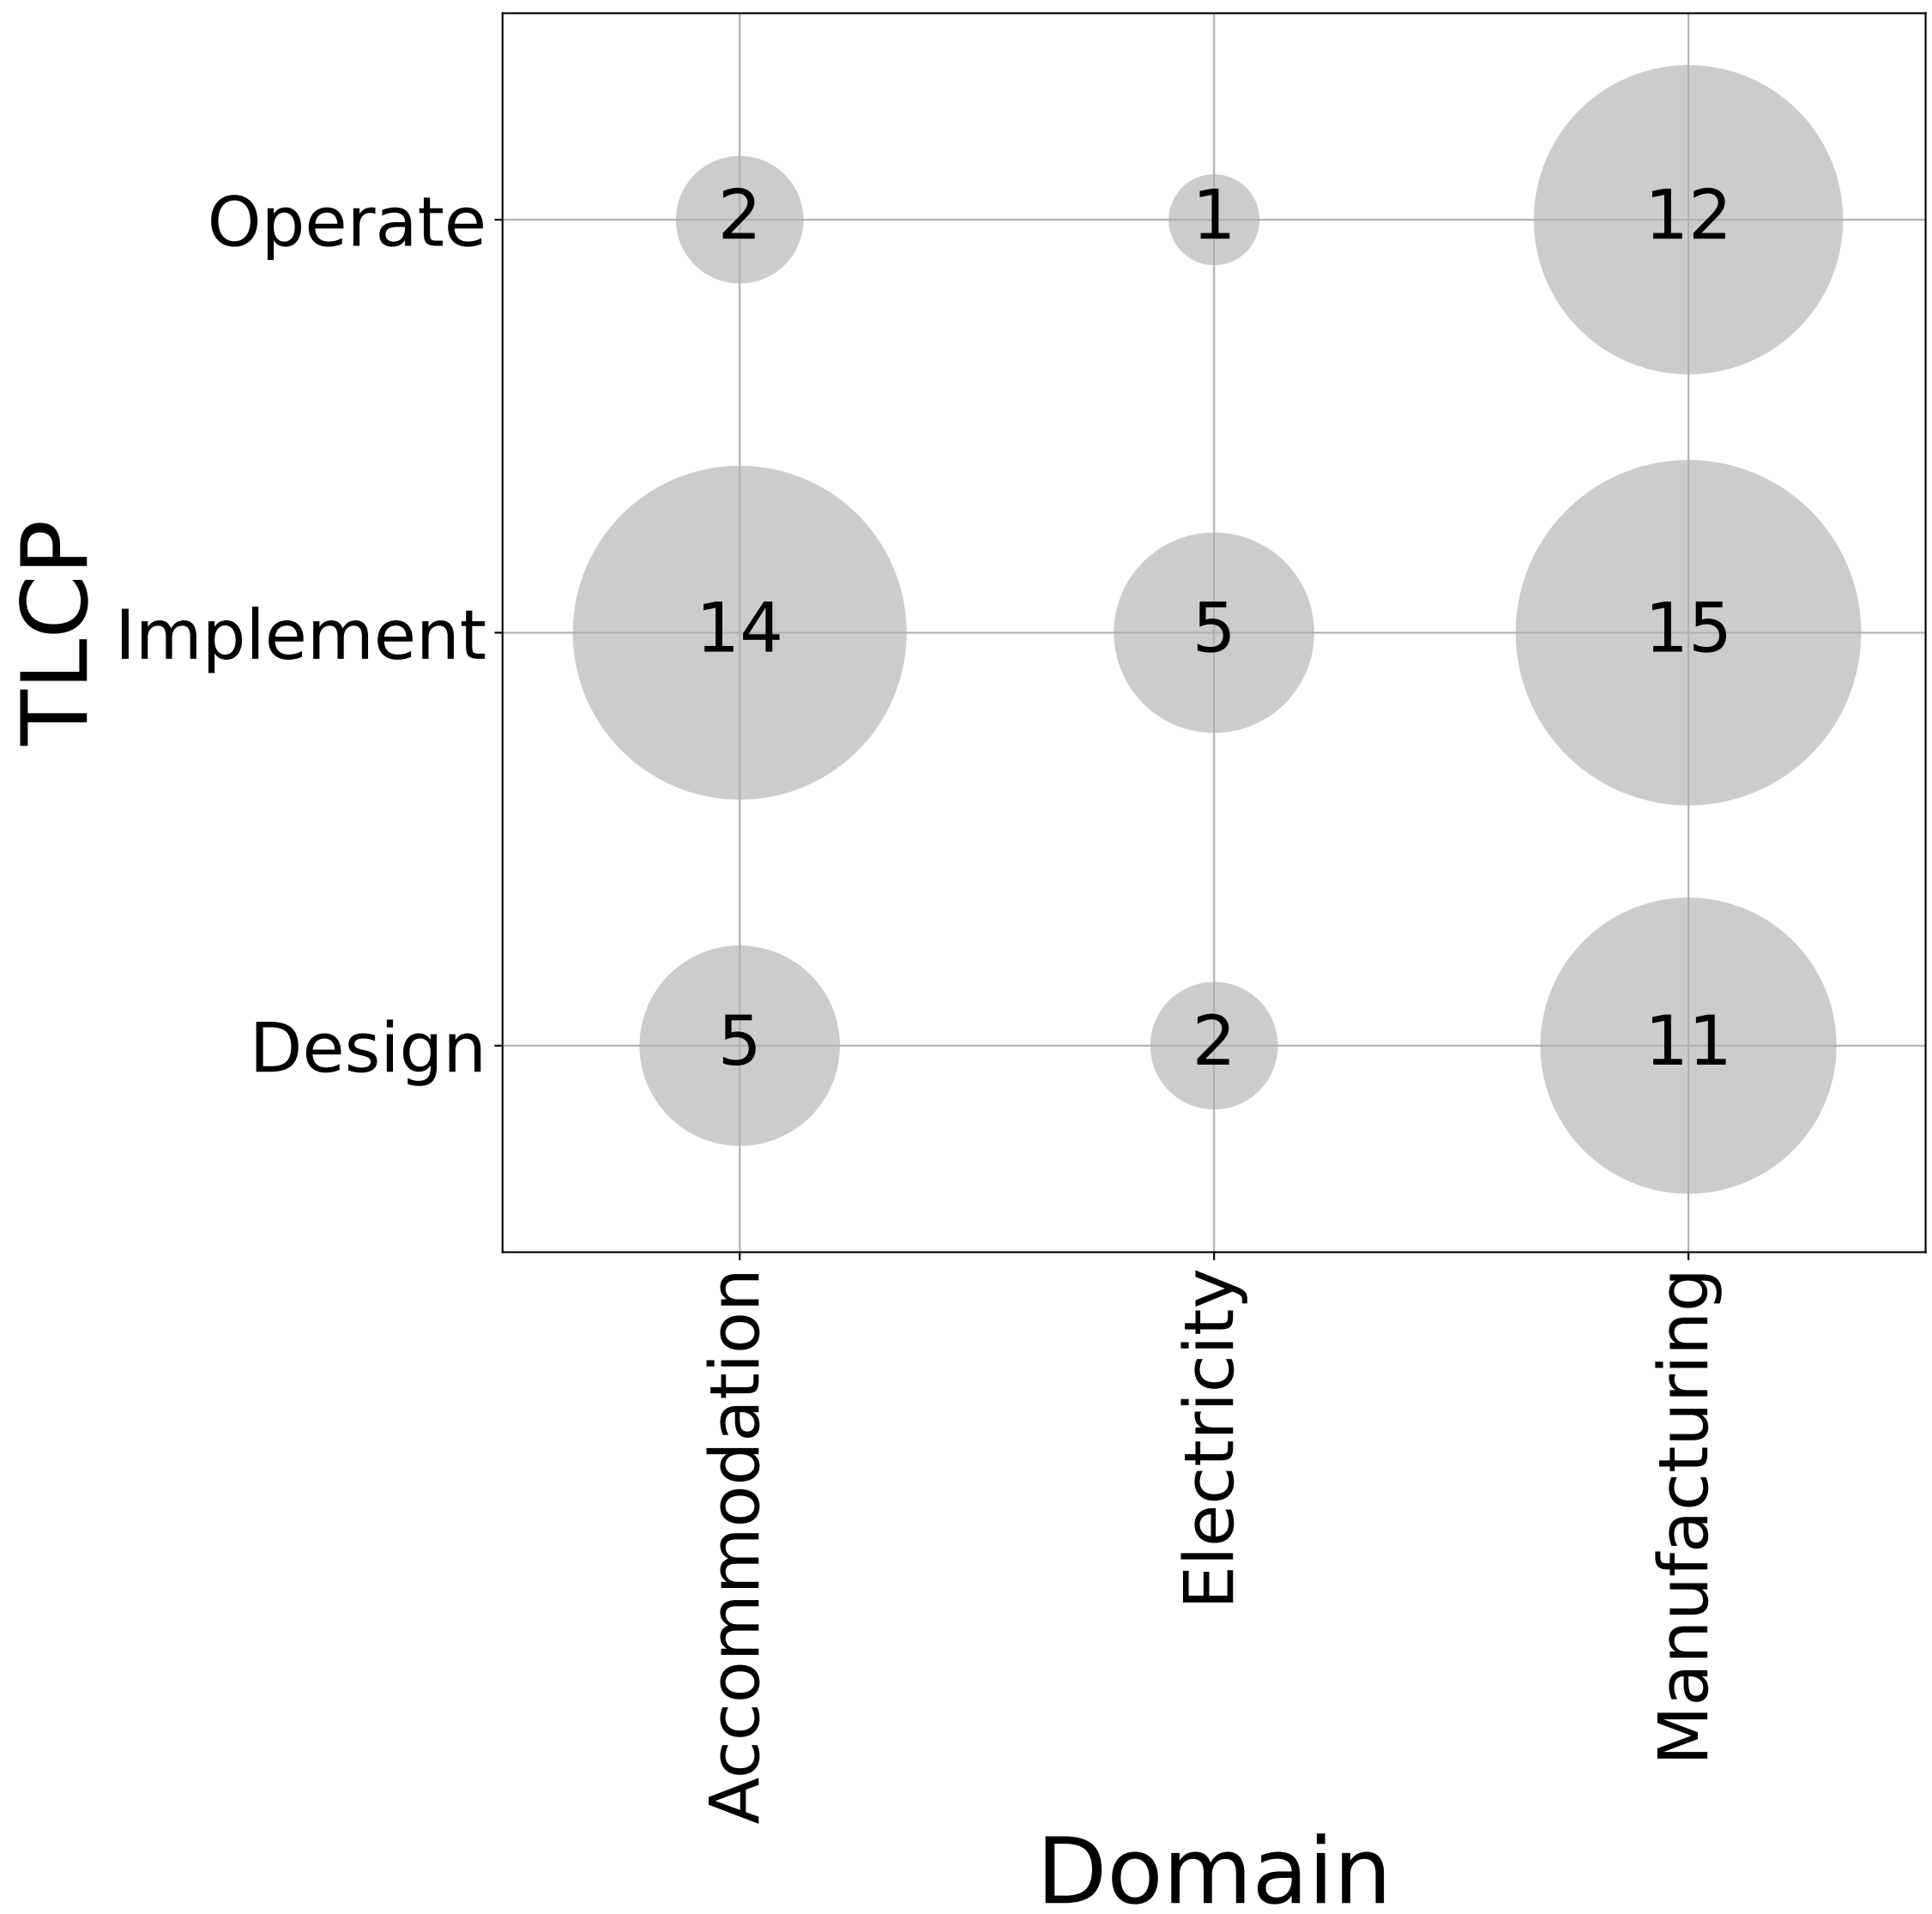 TLCP
Operate
2
1
12
Implement
14
5
15
Design
5
2
11
Accommodation
Electricity
Manufacturing
Domain